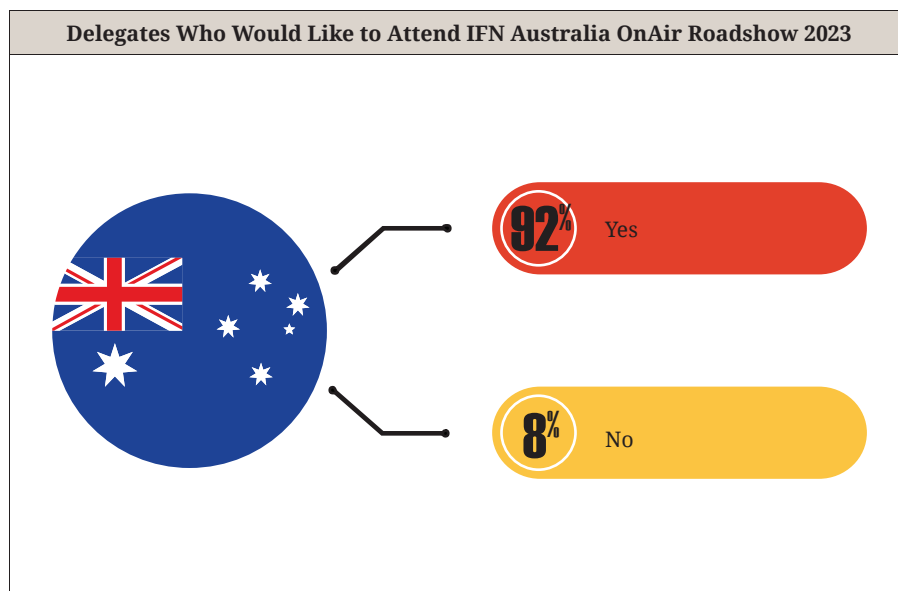 Delegates Who Would Like to Attend IFN Australia OnAir Roadshow 2023
92% Yes
8% No